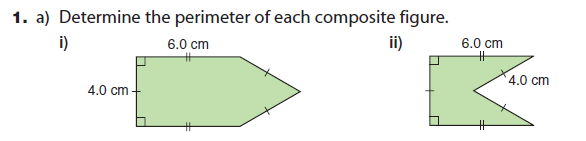 1. a) Determine the perimeter of each composite figure.
i) 6.0 cm ii) 6.0 cm
4.0 cm 4.0 cm